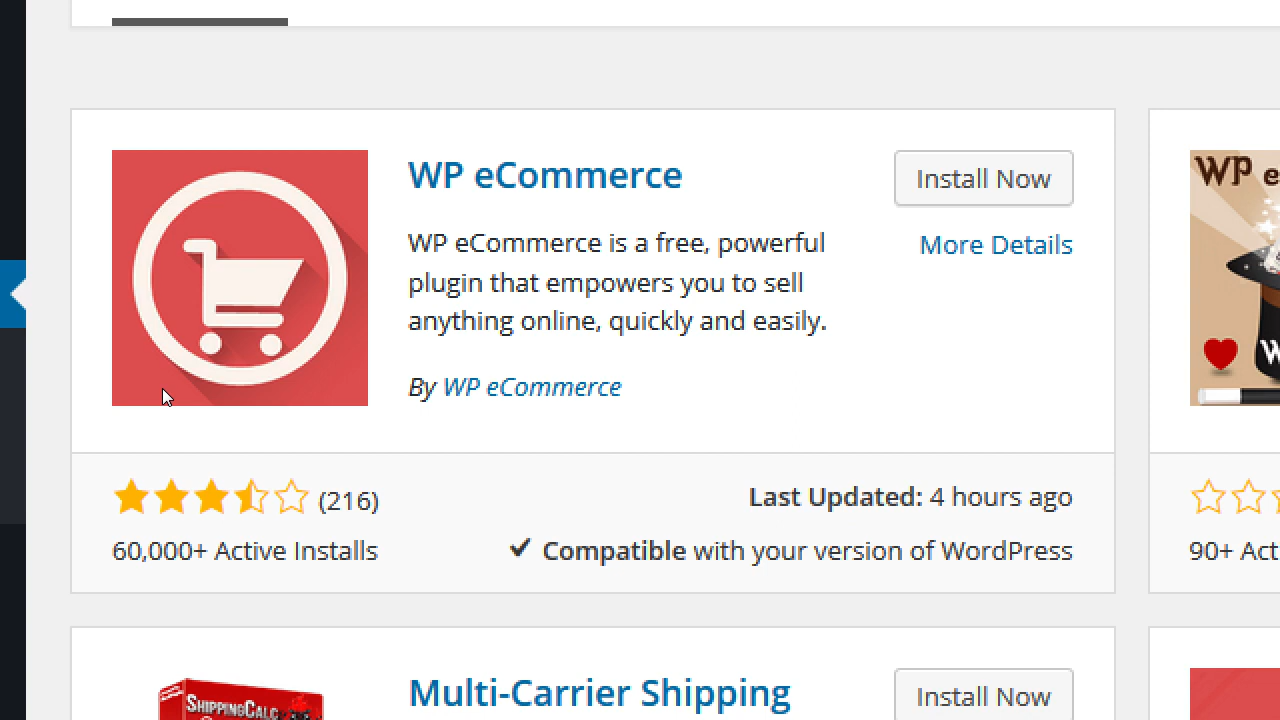 WP eCommerce
Install Now
WP eCommerce is a free, powerful
More Details
plugin that empowers you to sell
anything online, quickly and easily.
By WP eCommerce
(216)
Last Updated: 4 hours ago
60,000+ Active Installs
Compatible with your version of WordPress
WP e
W
90+ Act
Multi-Carrier Shipping
Install Now
SHIPPINGCALC